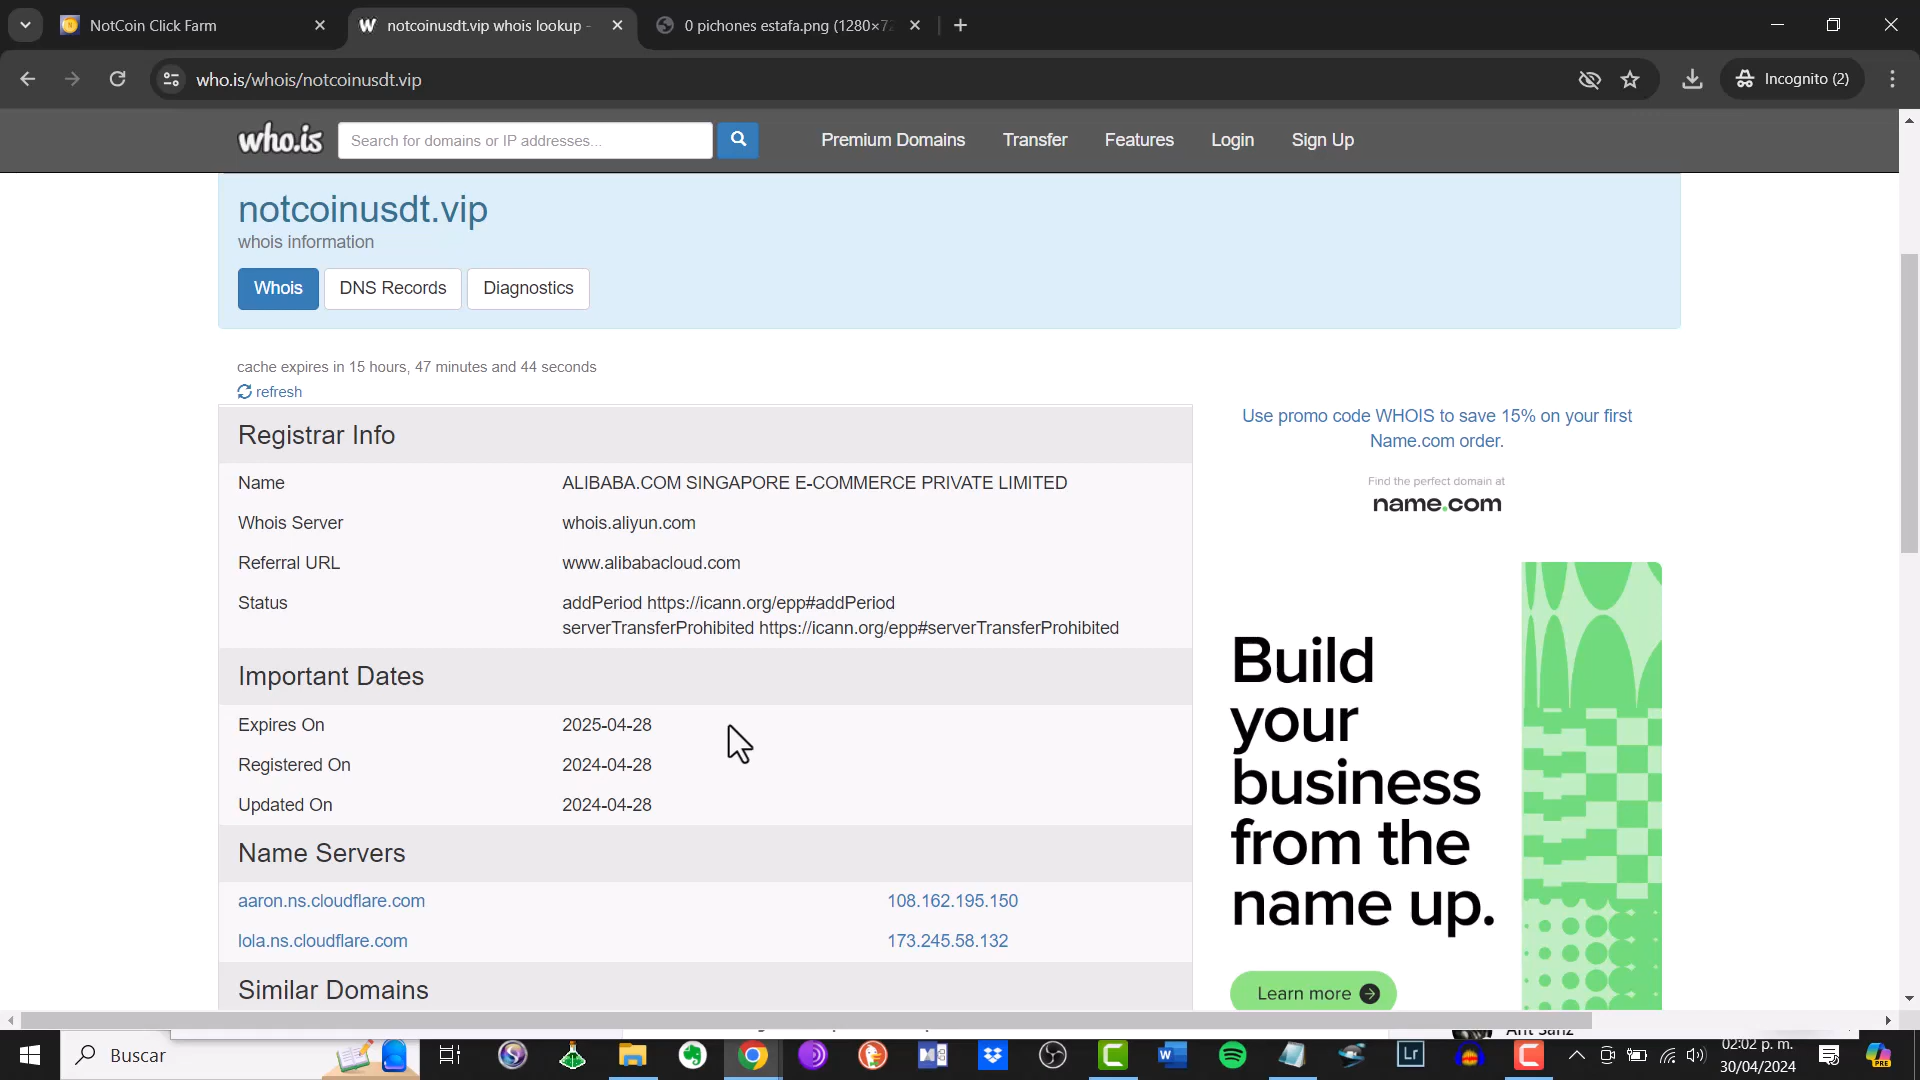 NotCoin Click Farm
notcoinusdt.vip whois lookup -
0 pichones estafa.png (1280×72
who.is/whois/notcoinusdt.vip
Incognito (2)
who.is
Search for domains or IP addresses...
Premium Domains
Transfer
Features
Login
Sign Up
notcoinusdt.vip
whois information
Whois
DNS Records
Diagnostics
cache expires in 15 hours, 47 minutes and 44 seconds
refresh
Registrar Info
Name ALIBABA.COM SINGAPORE E-COMMERCE PRIVATE LIMITED
Whois Server whois.aliyun.com
Referral URL www.alibabacloud.com
Status addPeriod https://icann.org/epp#addPeriod
serverTransferProhibited https://icann.org/epp#serverTransferProhibited
Important Dates
Expires On 2025-04-28
Registered On 2024-04-28
Updated On 2024-04-28
Name Servers
aaron.ns.cloudflare.com 108.162.195.150
lola.ns.cloudflare.com 173.245.58.132
Similar Domains
Use promo code WHOIS to save 15% on your first
Name.com order.
Find the perfect domain at
name.com
Build
your
business
from the
name up.
Learn more
Buscar
Lr
02:02 p. m.
30/04/2024
PRE